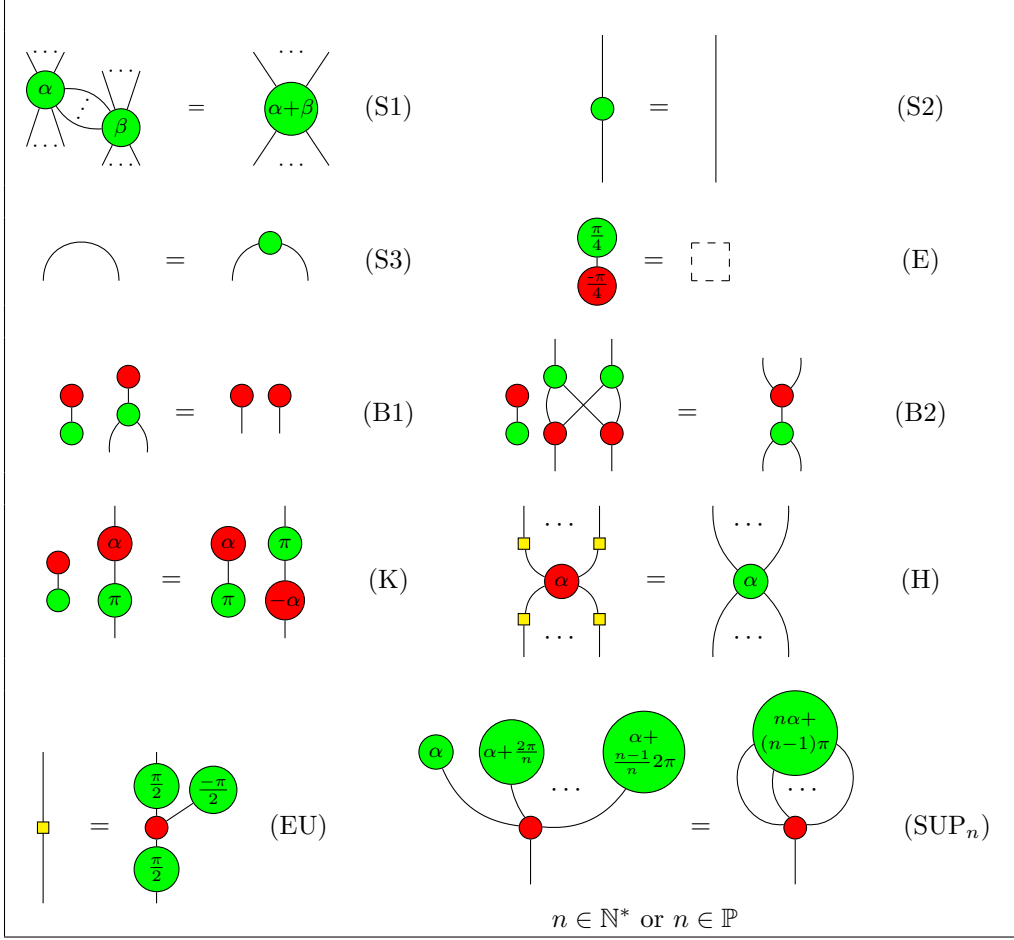 α β = α+β (S1)
= (S2)
= (S3)
π/4 -π/4 = (E)
= (B1)
= (B2)
α π = α π π −α (K)
α = α (H)
= π/2 -π/2 π/2 (EU)
α α+2π/n ... α+ n−1/n 2π = nα+ (n−1)π ... (SUPₙ)
n ∈ ℕ* or n ∈ ℙ